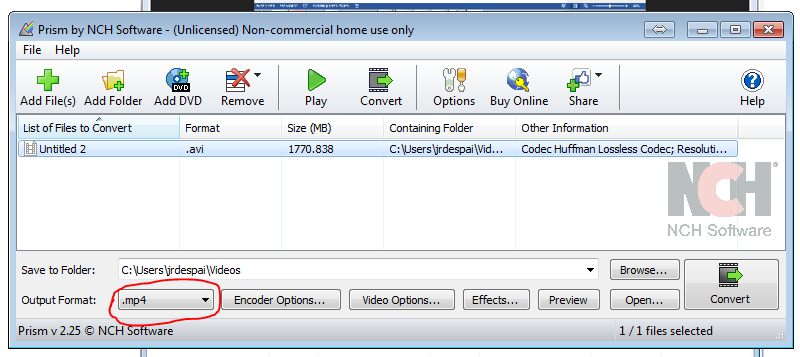 Prism by NCH Software - (Unlicensed) Non-commercial home use only
File Help
Add File(s) Add Folder Add DVD Remove Play Convert Options Buy Online Share Help
DVD
List of Files to Convert Format Size (MB) Containing Folder Other Information
Untitled 2 .avi 1770.838 C:\Users\jrdespai\Vid... Codec Huffman Lossless Codec; Resoluti...
NCH®
NCH Software
Save to Folder: C:\Users\jrdespai\Videos Browse...
Output Format: .mp4 Encoder Options... Video Options... Effects... Preview Open... Convert
Prism v 2.25 © NCH Software 1 / 1 files selected